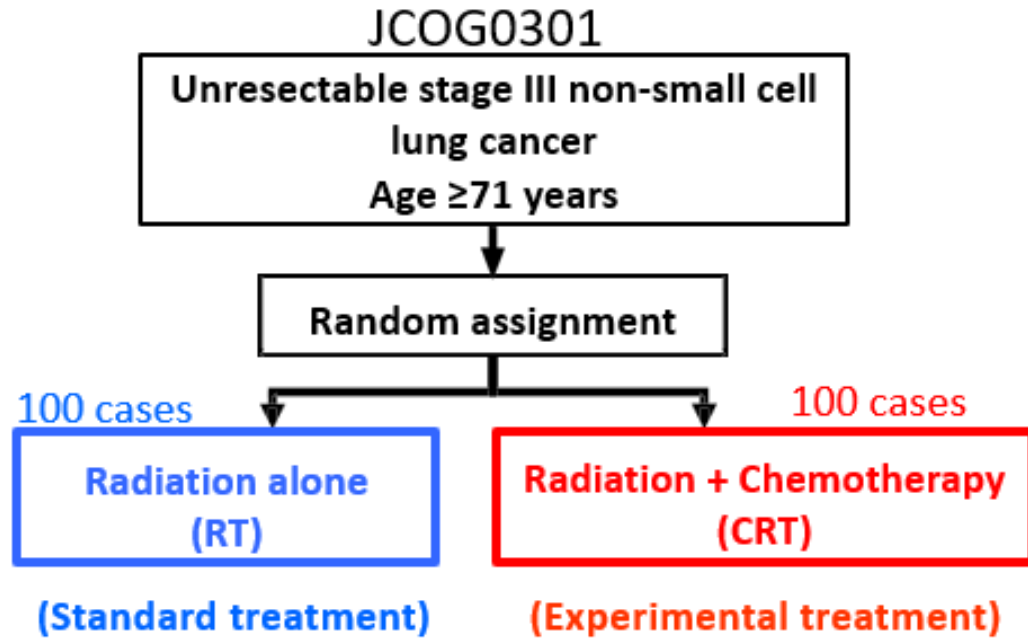 JCOG0301
Unresectable stage III non-small cell
lung cancer
Age ≥71 years
Random assignment
100 cases
100 cases
Radiation alone
(RT)
Radiation + Chemotherapy
(CRT)
(Standard treatment)
(Experimental treatment)